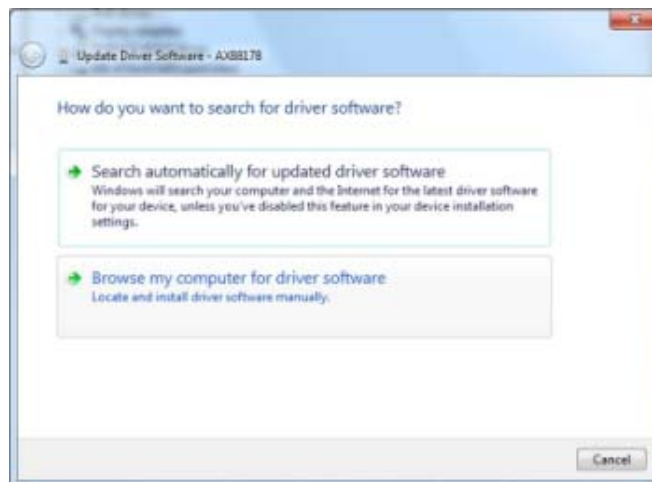 Update Driver Software - AX88178
How do you want to search for driver software?
Search automatically for updated driver software
Windows will search your computer and the Internet for the latest driver software
for your device, unless you've disabled this feature in your device installation
settings.
Browse my computer for driver software
Locate and install driver software manually.
Cancel